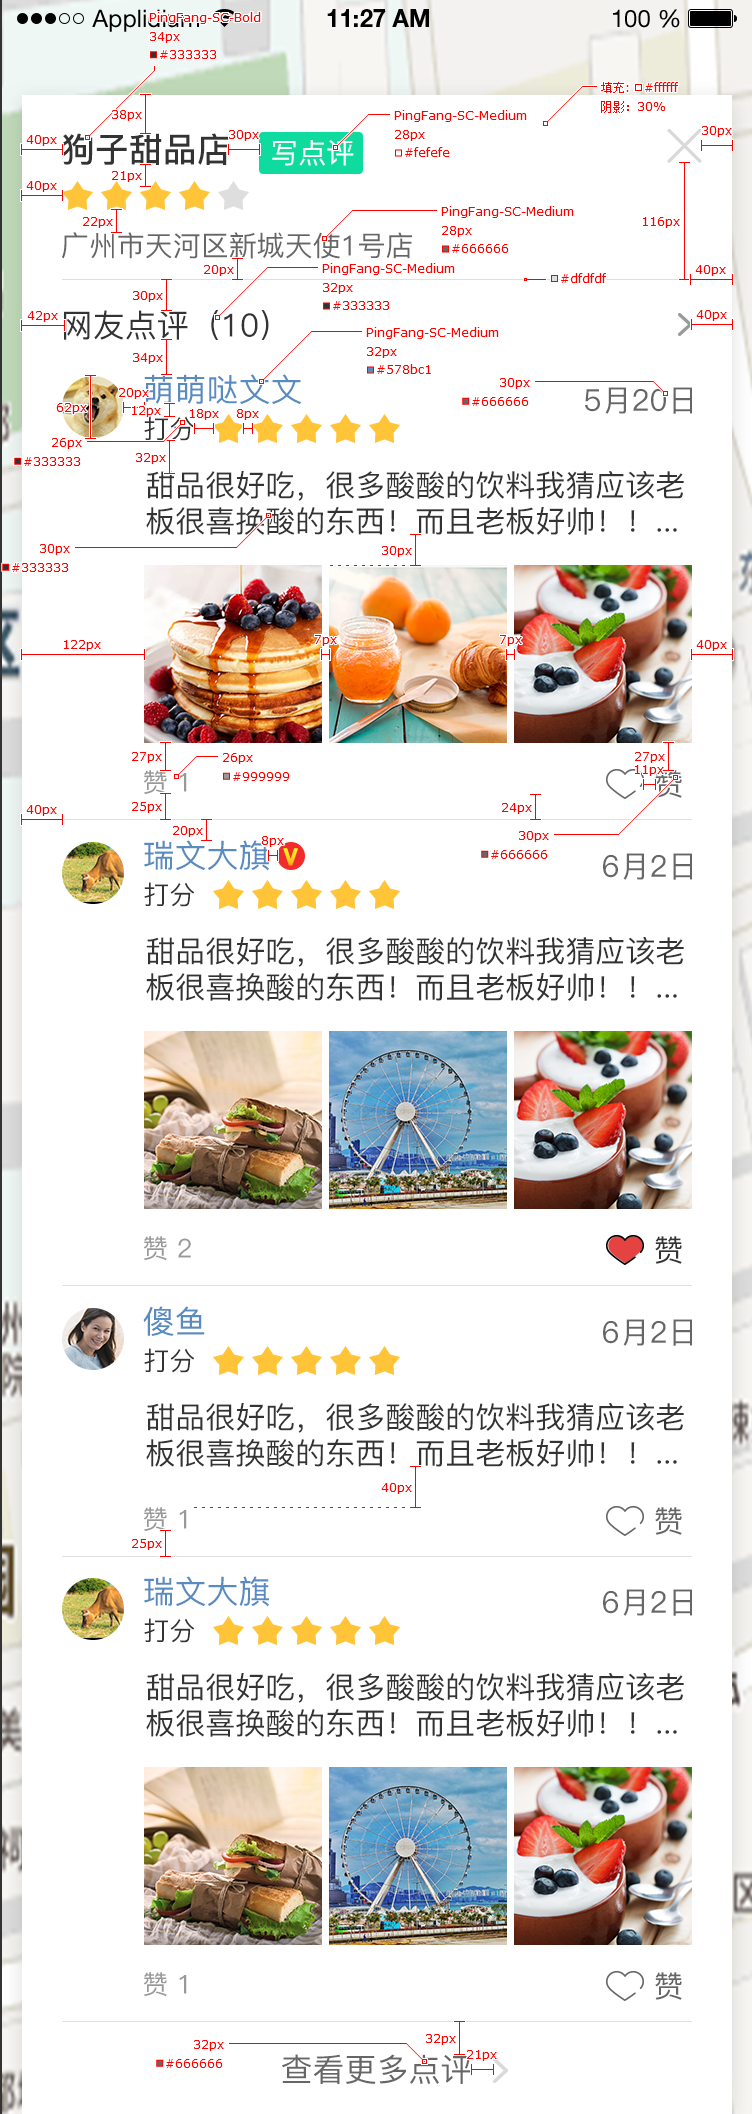 Applidium 11:27 AM 100 %
PingFang-SC-Bold
34px
#333333
填充：#ffffff
阴影：30%
38px
PingFang-SC-Medium
28px
#fefefe
40px 狗子甜品店 30px 写点评 30px
21px
40px
22px
PingFang-SC-Medium
28px
#666666
116px
广州市天河区新城天使1号店
20px
PingFang-SC-Medium
32px
#333333
#dfdfdf
40px
30px
42px 网友点评（10） 40px
34px
PingFang-SC-Medium
32px
#578bc1
萌萌哒文文
30px
#666666
5月20日
62px 20px 12px 18px 8px
打分
26px
#333333
32px
甜品很好吃，很多酸酸的饮料我猜应该老
板很喜换酸的东西！而且老板好帅！！...
30px
#333333
30px
122px 7px 7px 40px
27px
26px
#999999
27px
11px
赞 1 赞
25px
24px
40px
30px
#666666
20px
8px
瑞文大旗 V 6月2日
打分
甜品很好吃，很多酸酸的饮料我猜应该老
板很喜换酸的东西！而且老板好帅！！...
赞 2 赞
傻鱼 6月2日
打分
甜品很好吃，很多酸酸的饮料我猜应该老
板很喜换酸的东西！而且老板好帅！！...
40px
赞 1 赞
25px
瑞文大旗 6月2日
打分
甜品很好吃，很多酸酸的饮料我猜应该老
板很喜换酸的东西！而且老板好帅！！...
赞 1 赞
32px
#666666
32px
查看更多点评 21px